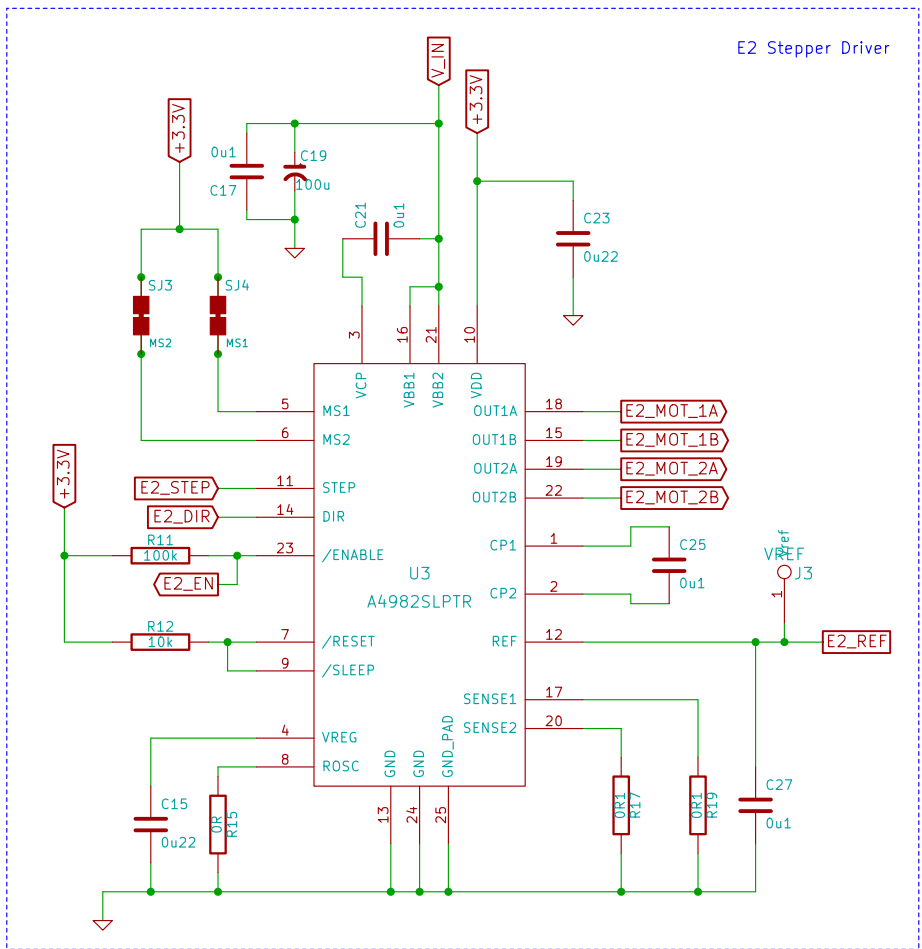 E2 Stepper Driver
V_IN
+3.3V
+3.3V
0u1
C17
C19
100u
C21
0u1
C23
0u22
SJ3
MS2
SJ4
MS1
3
16
21
10
VCP
VBB1
VBB2
VDD
5
MS1
6
MS2
OUT1A
18
E2_MOT_1A
OUT1B
15
E2_MOT_1B
OUT2A
19
E2_MOT_2A
OUT2B
22
E2_MOT_2B
+3.3V
E2_STEP
11
STEP
E2_DIR
14
DIR
R11
100k
23
/ENABLE
E2_EN
CP1
1
C25
0u1
CP2
2
U3
A4982SLPTR
Vref
VREF
J3
1
R12
10k
7
/RESET
9
/SLEEP
REF
12
E2_REF
SENSE1
17
SENSE2
20
4
VREG
8
ROSC
GND
GND
GND_PAD
13
24
25
C15
0u22
0R
R15
0R1
R17
0R1
R19
C27
0u1